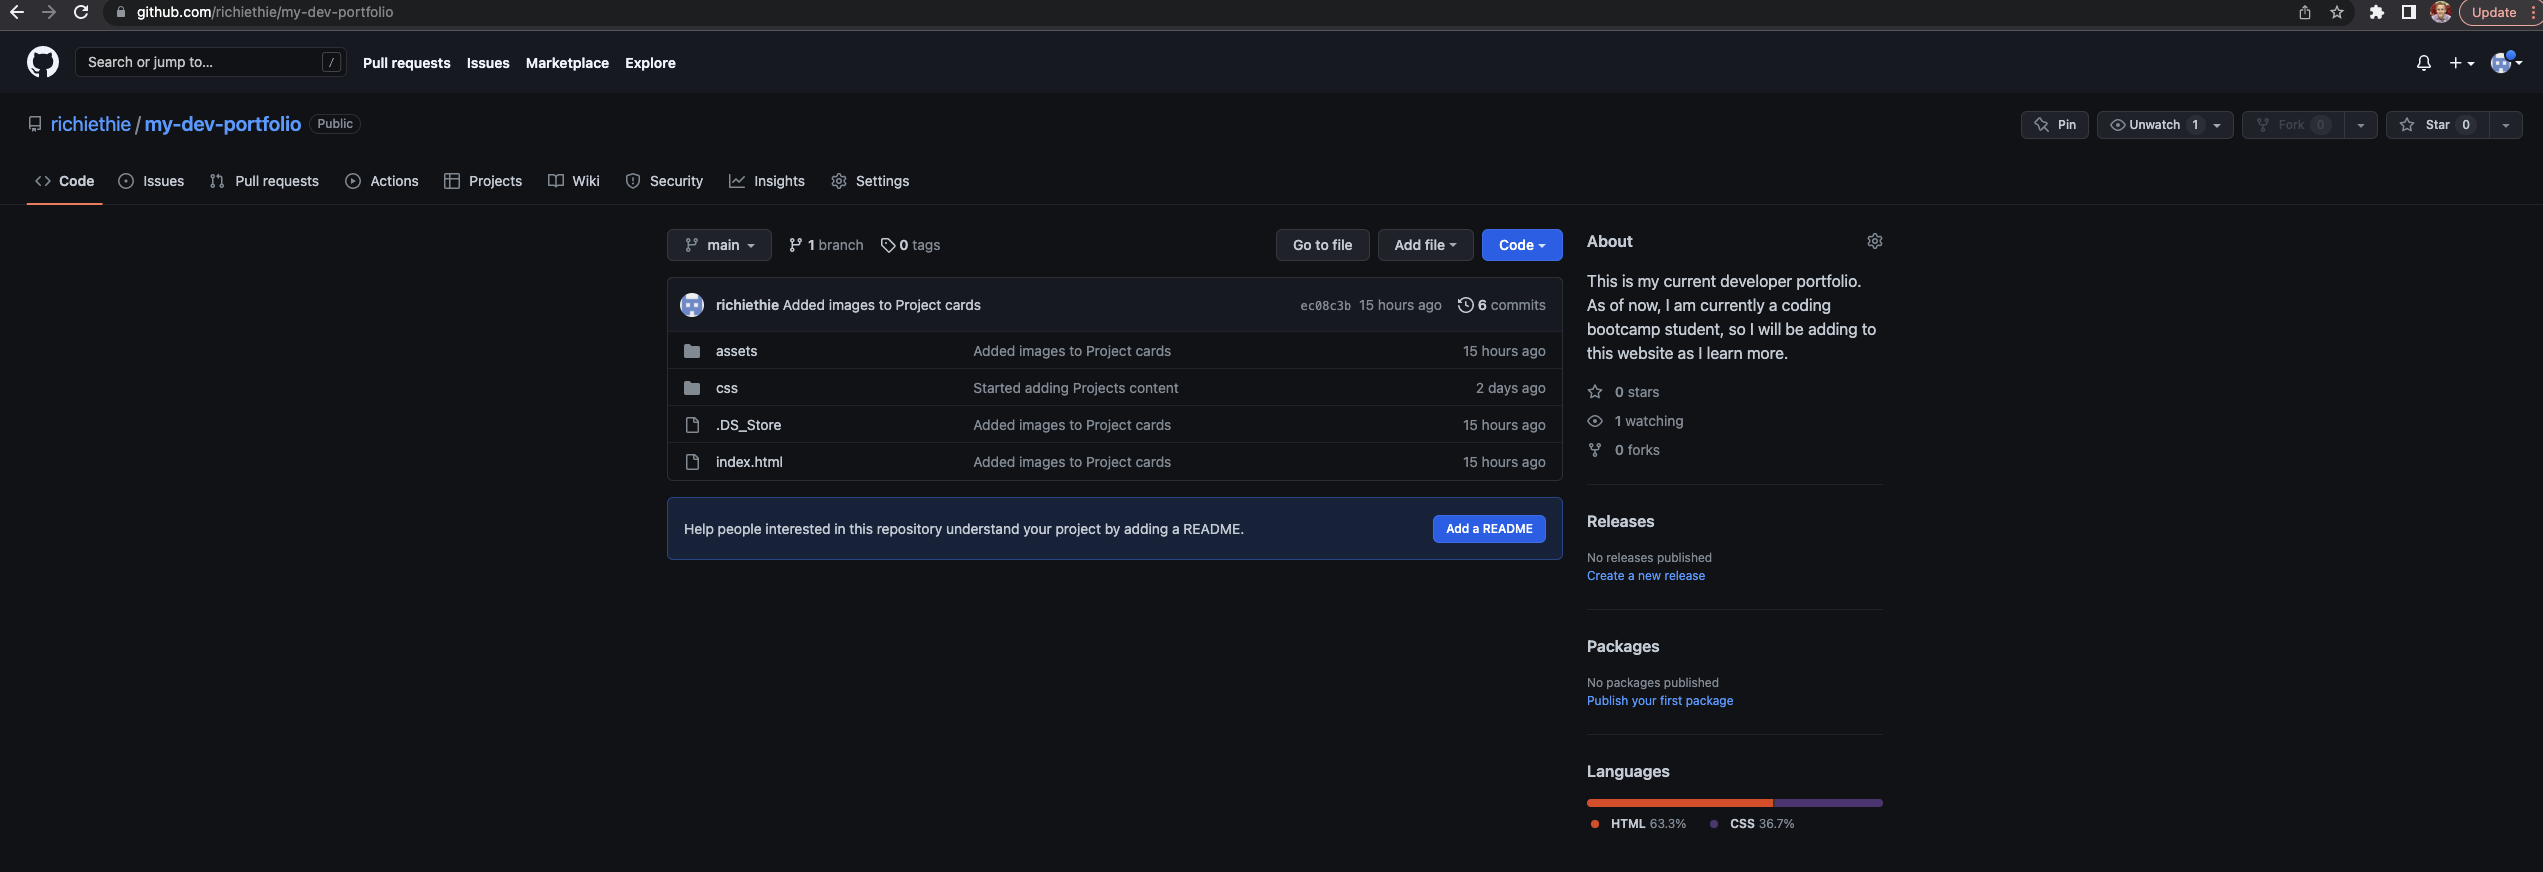 github.com/richiethie/my-dev-portfolio
Update
Search or jump to... /
Pull requests Issues Marketplace Explore
richiethie / my-dev-portfolio Public
Pin Unwatch 1 Fork 0 Star 0
Code Issues Pull requests Actions Projects Wiki Security Insights Settings
main 1 branch 0 tags Go to file Add file Code
richiethie Added images to Project cards ec08c3b 15 hours ago 6 commits
assets Added images to Project cards 15 hours ago
css Started adding Projects content 2 days ago
.DS_Store Added images to Project cards 15 hours ago
index.html Added images to Project cards 15 hours ago
Help people interested in this repository understand your project by adding a README. Add a README
About
This is my current developer portfolio.
As of now, I am currently a coding
bootcamp student, so I will be adding to
this website as I learn more.
0 stars
1 watching
0 forks
Releases
No releases published
Create a new release
Packages
No packages published
Publish your first package
Languages
HTML 63.3% CSS 36.7%